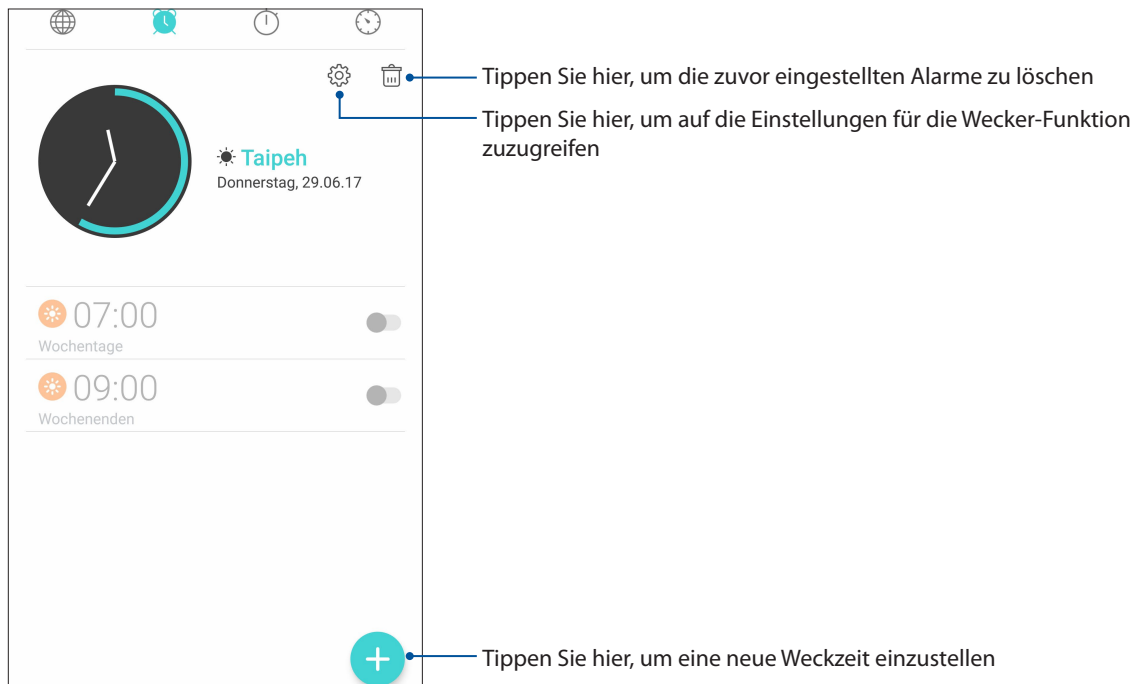 Tippen Sie hier, um die zuvor eingestellten Alarme zu löschen
Tippen Sie hier, um auf die Einstellungen für die Wecker-Funktion
zuzugreifen
Taipeh
Donnerstag, 29.06.17
07:00
Wochentage
09:00
Wochenenden
Tippen Sie hier, um eine neue Weckzeit einzustellen